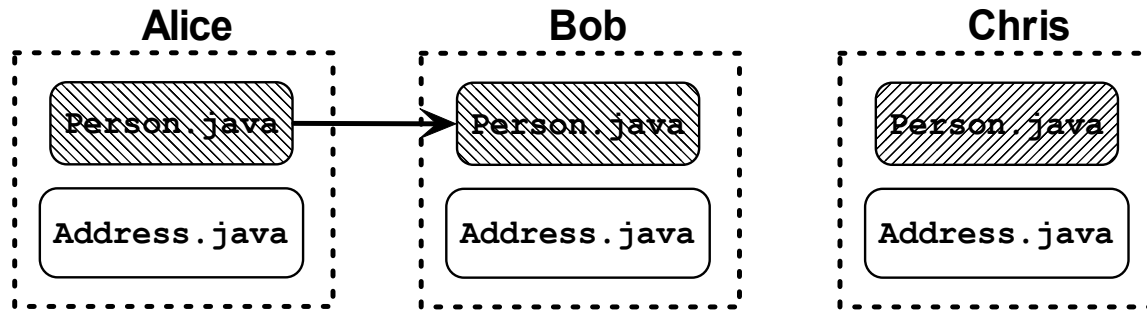 Alice Bob Chris
Person.java Person.java Person.java
Address.java Address.java Address.java